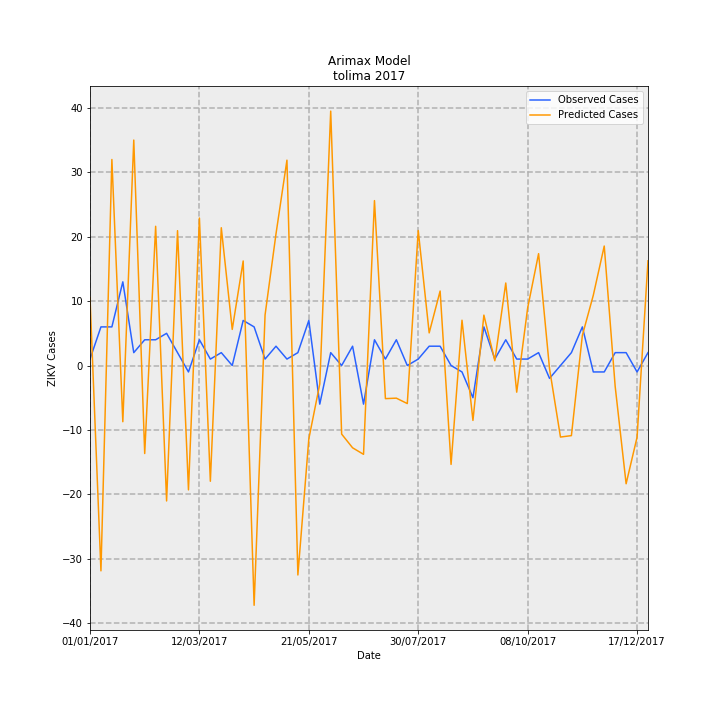 Arimax Model
tolima 2017
Observed Cases
Predicted Cases
40
30
20
10
0
−10
−20
−30
−40
ZIKV Cases
01/01/2017
12/03/2017
21/05/2017
30/07/2017
08/10/2017
17/12/2017
Date